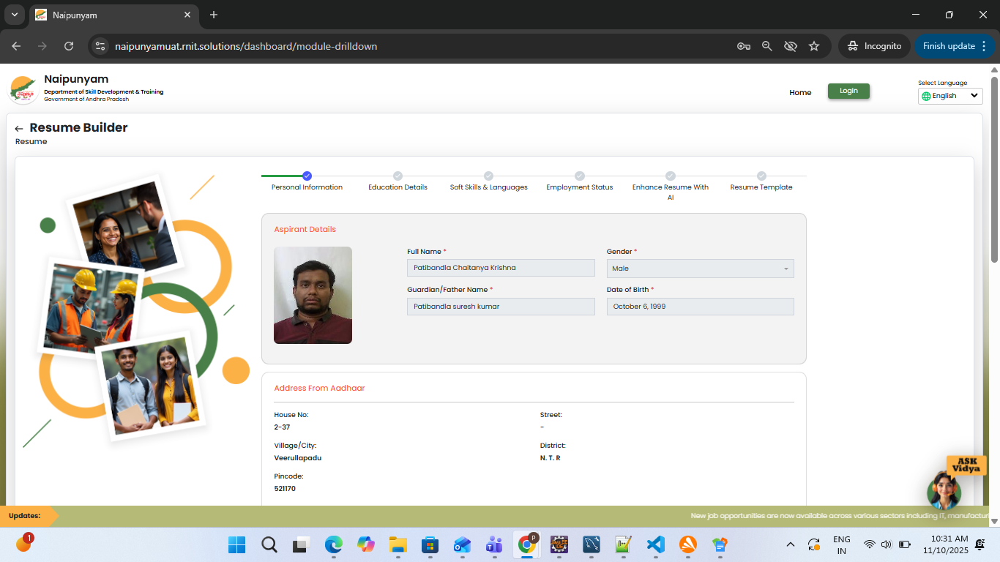 Naipunyam
naipunyamuat.rnit.solutions/dashboard/module-drilldown
Incognito
Finish update
Naipunyam
Department of Skill Development & Training
Government of Andhra Pradesh
Home
Login
Select Language
English
Resume Builder
Resume
Personal Information
Education Details
Soft Skills & Languages
Employment Status
Enhance Resume With
AI
Resume Template
Aspirant Details
Full Name *
Gender *
Patibandla Chaitanya Krishna
Male
Guardian/Father Name *
Date of Birth *
Patibandla suresh kumar
October 6, 1999
Address From Aadhaar
House No:
Street:
2-37
-
Village/City:
District:
Veerullapadu
N. T. R
Pincode:
521170
ASK
Vidya
Updates:
New job opportunities are now available across various sectors including IT, manufactur
1
P
ENG
IN
10:31 AM
11/10/2025